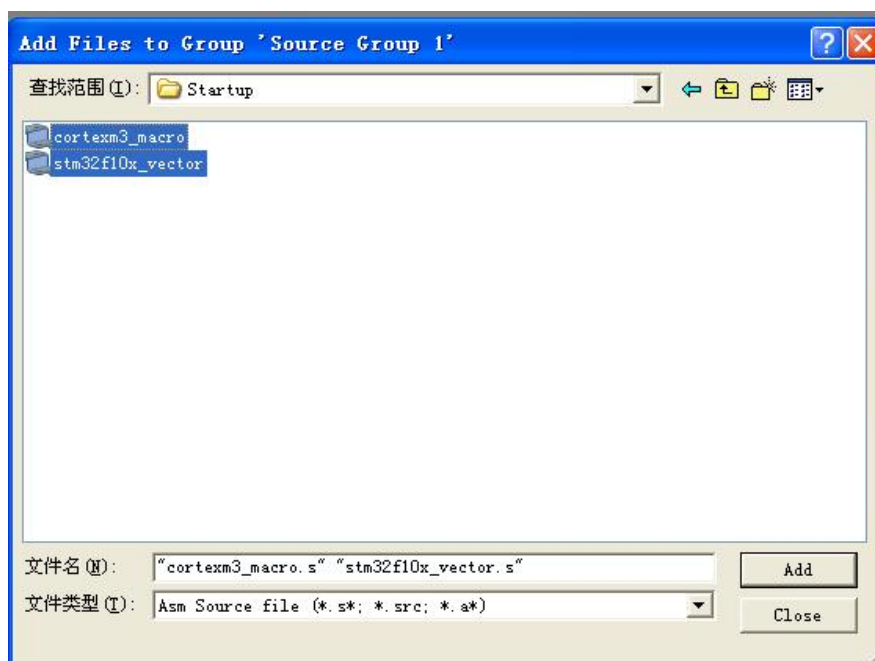 Add Files to Group 'Source Group 1'
查找范围(I): Startup
cortexm3_macro
stm32f10x_vector
文件名(N): "cortexm3_macro.s" "stm32f10x_vector.s" Add
文件类型(T): Asm Source file (*.s*; *.src; *.a*) Close